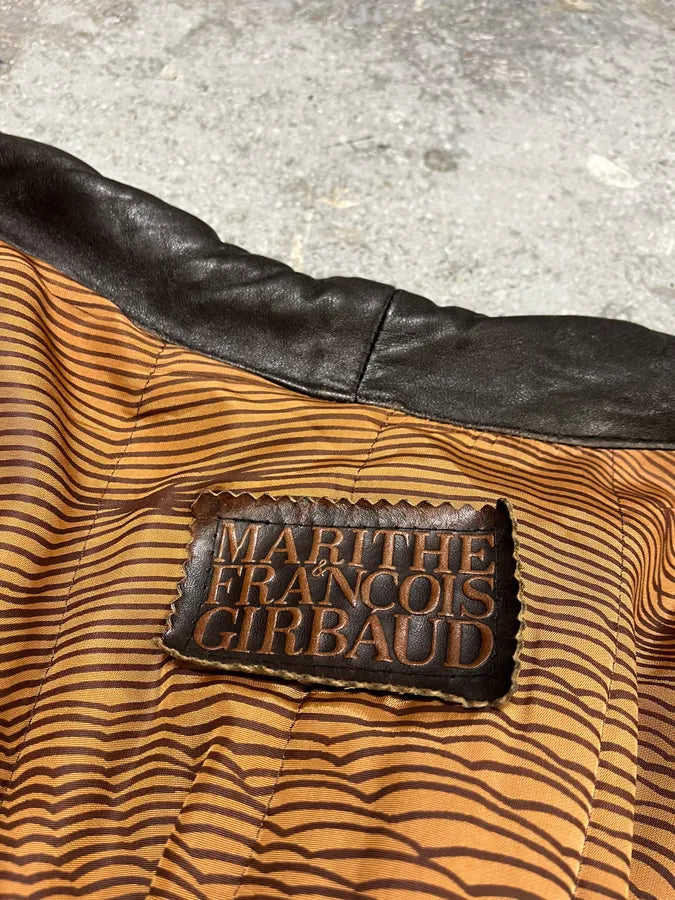 MARITHE
&
FRANCOIS
GIRBAUD